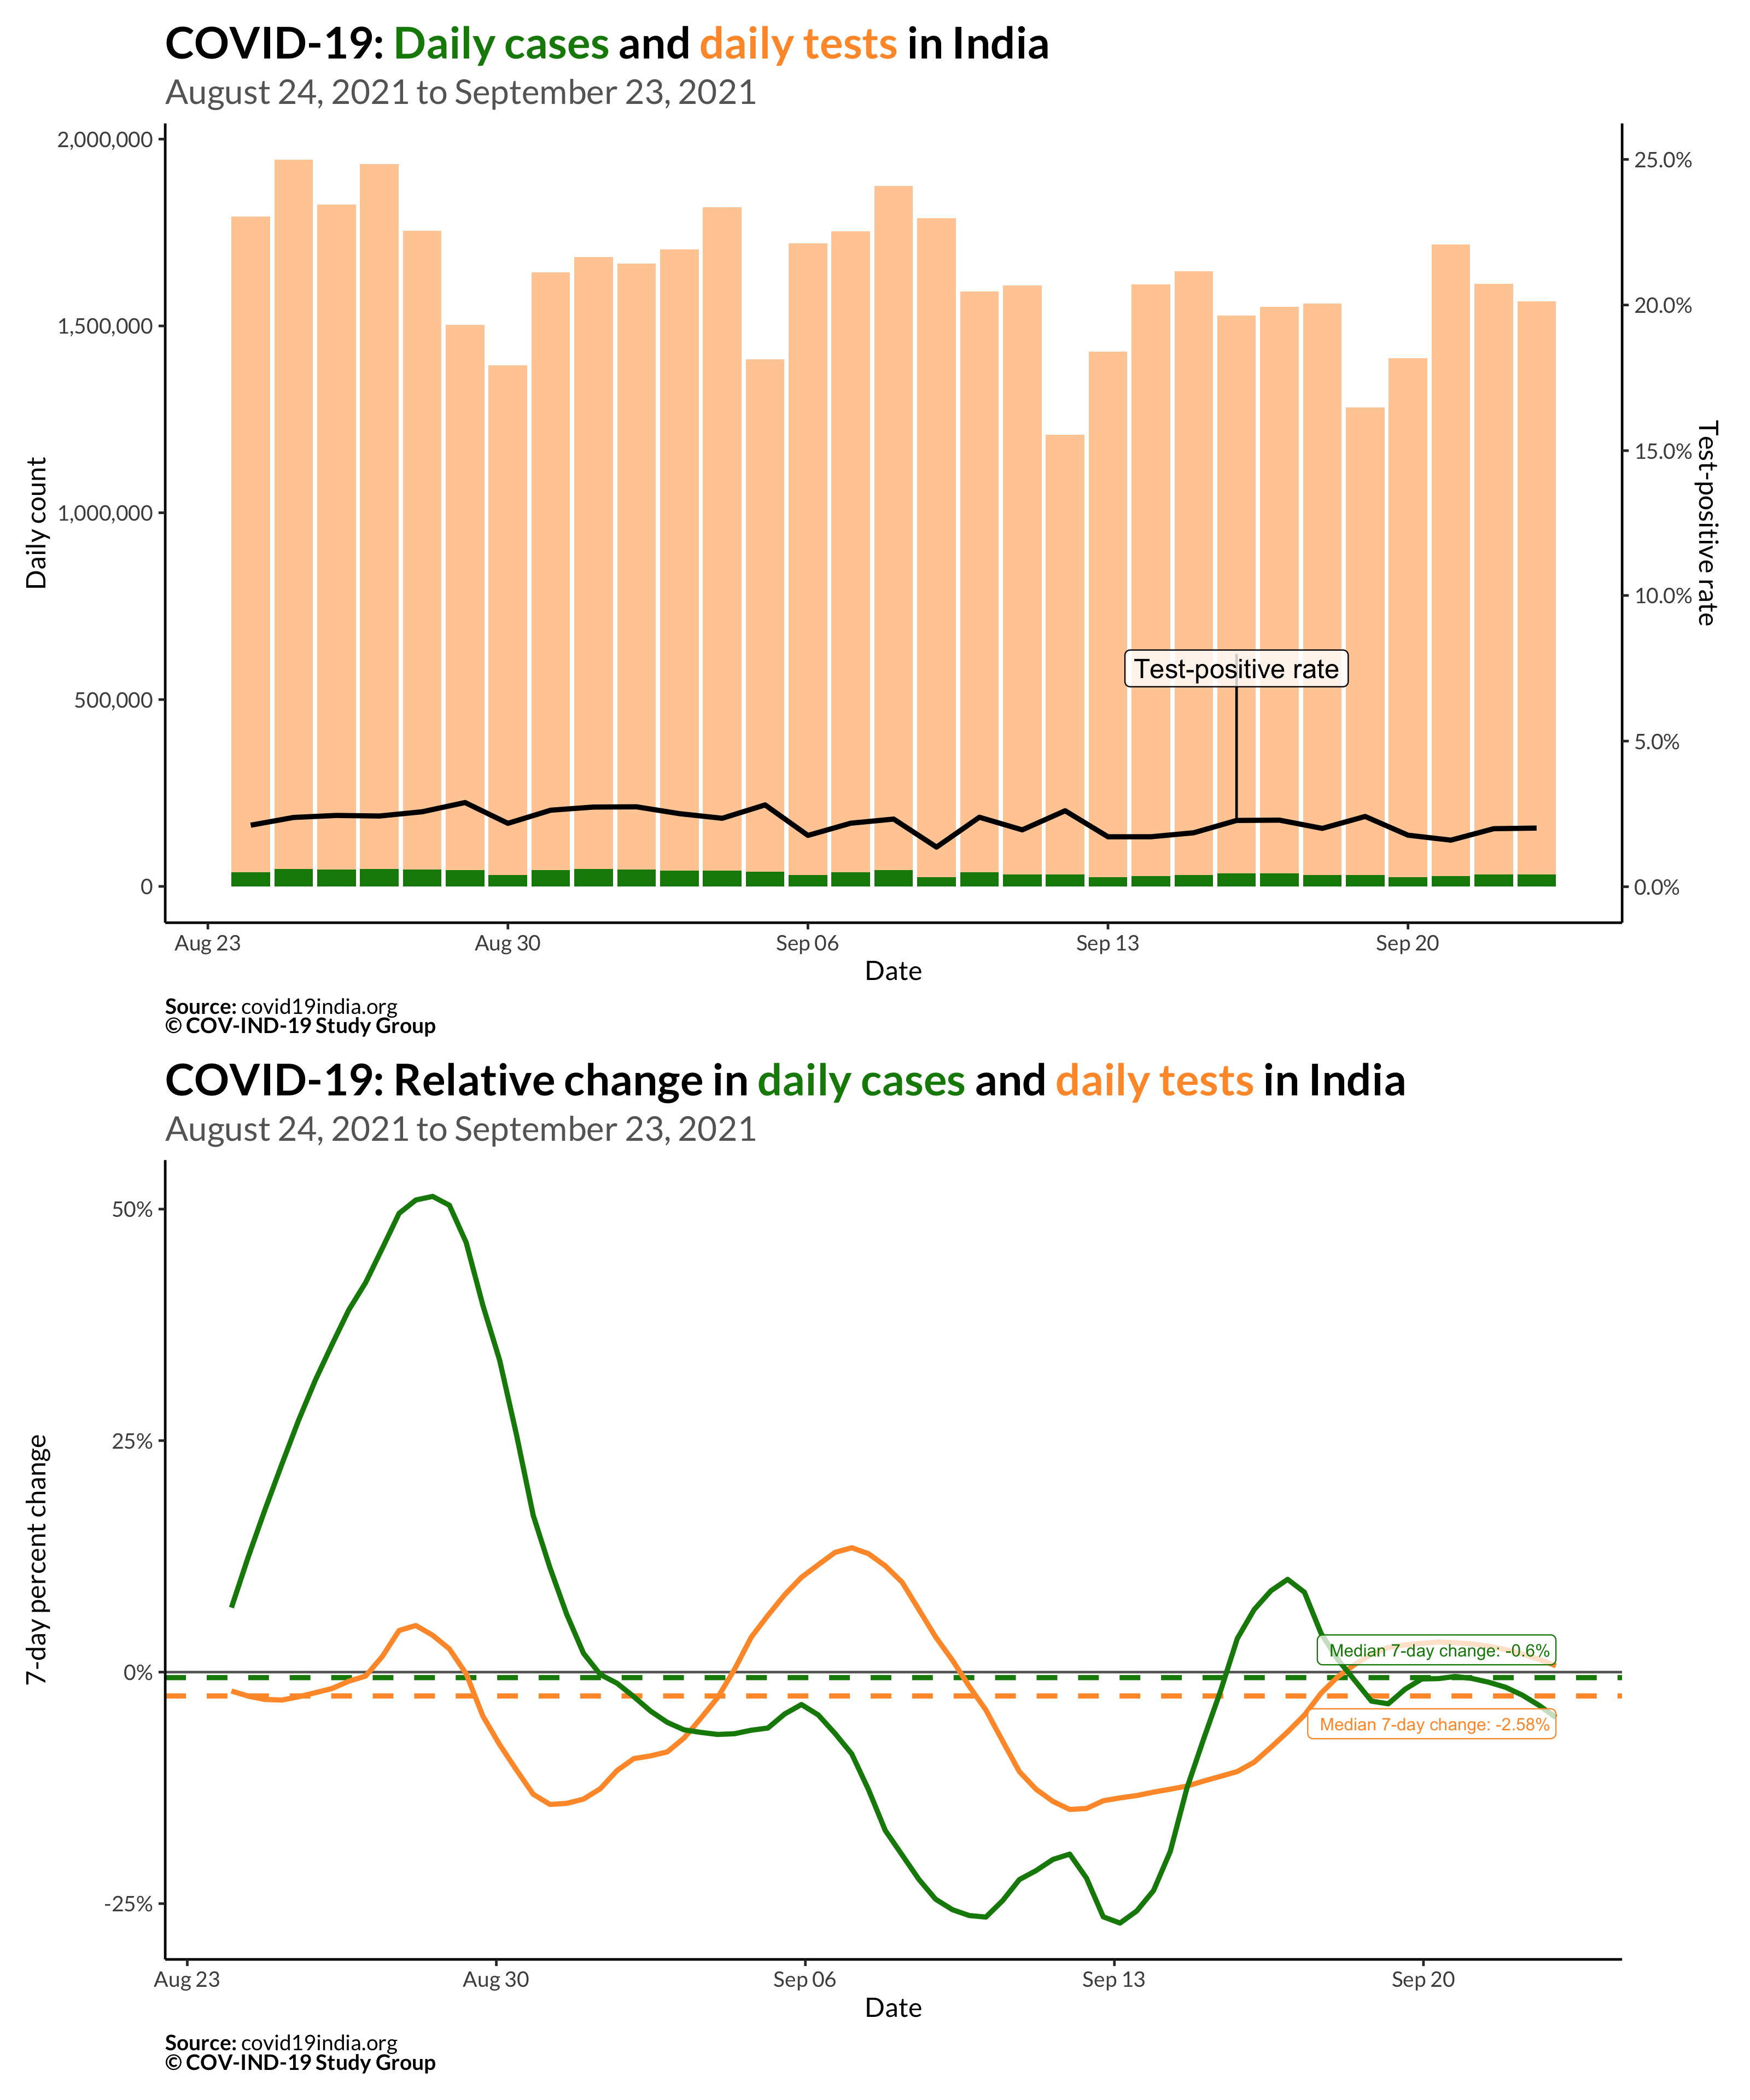 COVID-19: Daily cases and daily tests in India
August 24, 2021 to September 23, 2021
Daily count
2,000,000
1,500,000
1,000,000
500,000
0
25.0%
20.0%
15.0%
10.0%
5.0%
0.0%
Test-positive rate
Test-positive rate
Aug 23
Aug 30
Sep 06
Sep 13
Sep 20
Date
Source: covid19india.org
© COV-IND-19 Study Group
COVID-19: Relative change in daily cases and daily tests in India
August 24, 2021 to September 23, 2021
7-day percent change
50%
25%
0%
-25%
Median 7-day change: -0.6%
Median 7-day change: -2.58%
Aug 23
Aug 30
Sep 06
Sep 13
Sep 20
Date
Source: covid19india.org
© COV-IND-19 Study Group